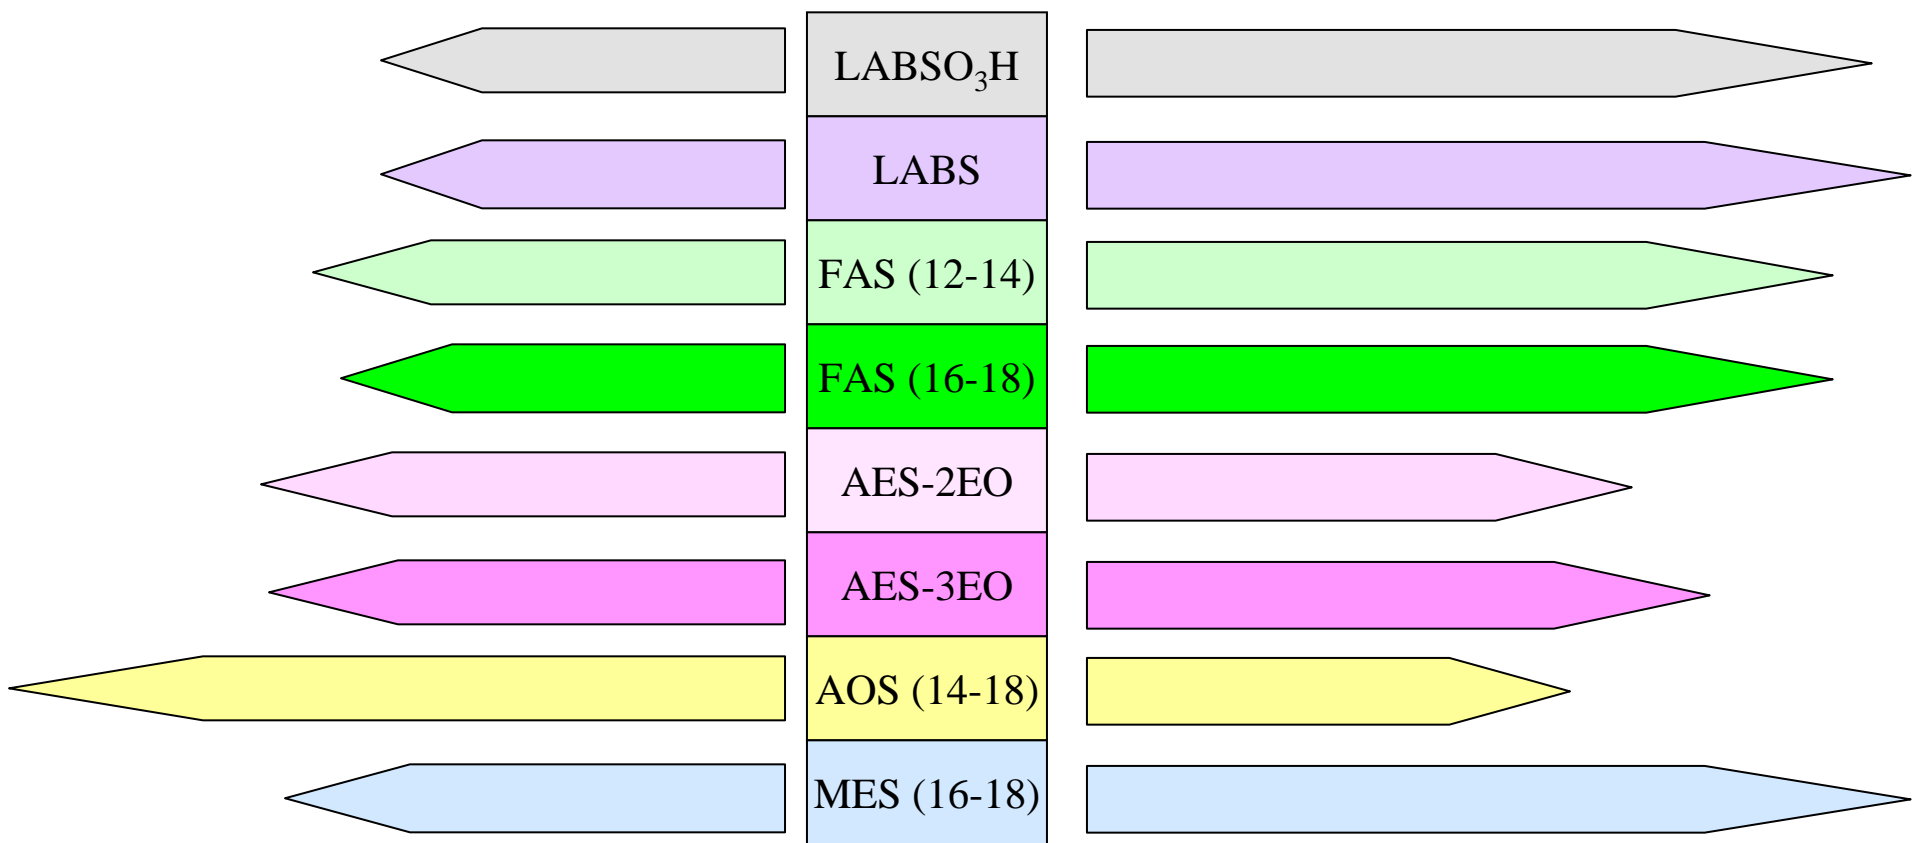 LABSO₃H
LABS
FAS (12-14)
FAS (16-18)
AES-2EO
AES-3EO
AOS (14-18)
MES (16-18)